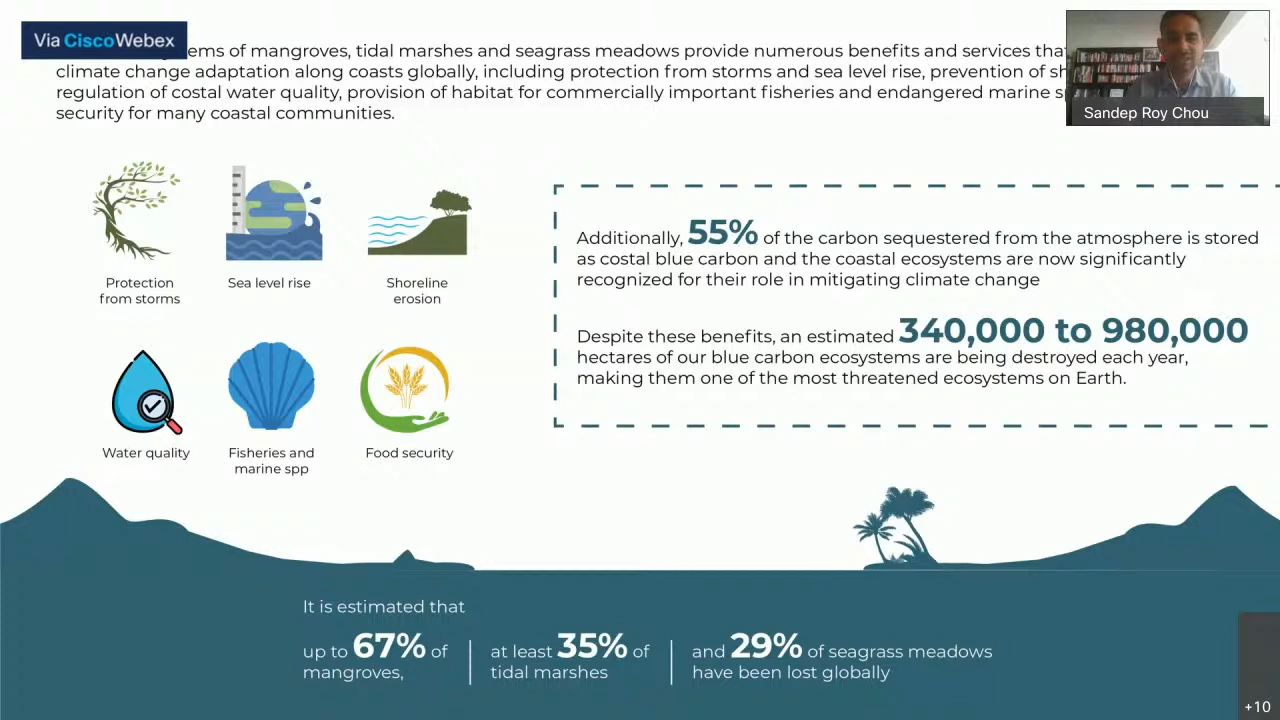 Via Cisco Webex
ems of mangroves, tidal marshes and seagrass meadows provide numerous benefits and services tha
climate change adaptation along coasts globally, including protection from storms and sea level rise, prevention of sh
regulation of costal water quality, provision of habitat for commercially important fisheries and endangered marine sp
security for many coastal communities.
Sandep Roy Chou
Protection
from storms
Sea level rise
Shoreline
erosion
Additionally, 55% of the carbon sequestered from the atmosphere is stored
as costal blue carbon and the coastal ecosystems are now significantly
recognized for their role in mitigating climate change
Despite these benefits, an estimated 340,000 to 980,000
hectares of our blue carbon ecosystems are being destroyed each year,
making them one of the most threatened ecosystems on Earth.
Water quality
Fisheries and
marine spp
Food security
It is estimated that
up to 67% of
mangroves,
at least 35% of
tidal marshes
and 29% of seagrass meadows
have been lost globally
+10